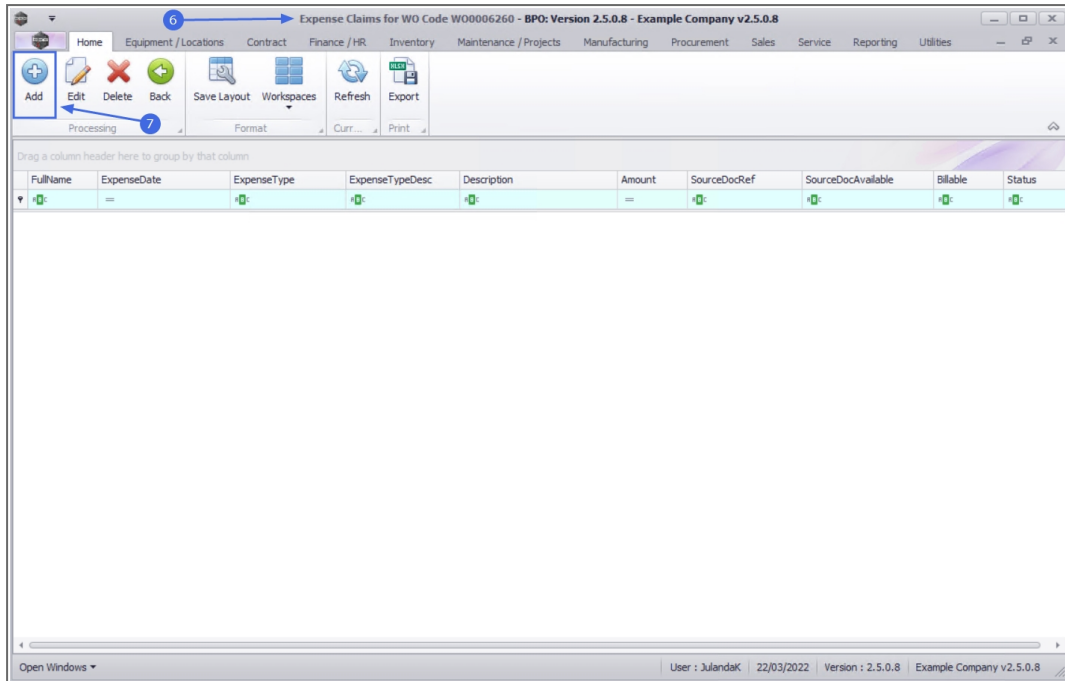 6
Expense Claims for WO Code WO0006260 - BPO: Version 2.5.0.8 - Example Company v2.5.0.8
Home Equipment / Locations Contract Finance / HR Inventory Maintenance / Projects Manufacturing Procurement Sales Service Reporting Utilities
Add Edit Delete Back Save Layout Workspaces Refresh Export
7
Processing Format Curr... Print
Drag a column header here to group by that column
FullName ExpenseDate ExpenseType ExpenseTypeDesc Description Amount SourceDocRef SourceDocAvailable Billable Status
Open Windows User : JulandaK 22/03/2022 Version : 2.5.0.8 Example Company v2.5.0.8